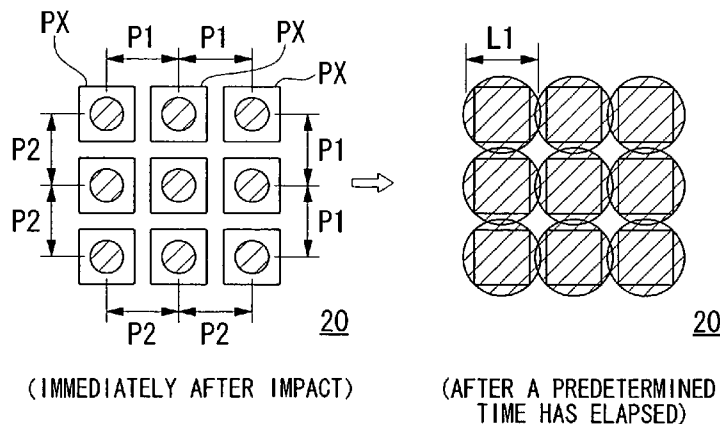 P1 P1
PX
PX
PX
L1
P2
P1
P2
P1
P2 P2
20
20
(IMMEDIATELY AFTER IMPACT)
(AFTER A PREDETERMINED
TIME HAS ELAPSED)